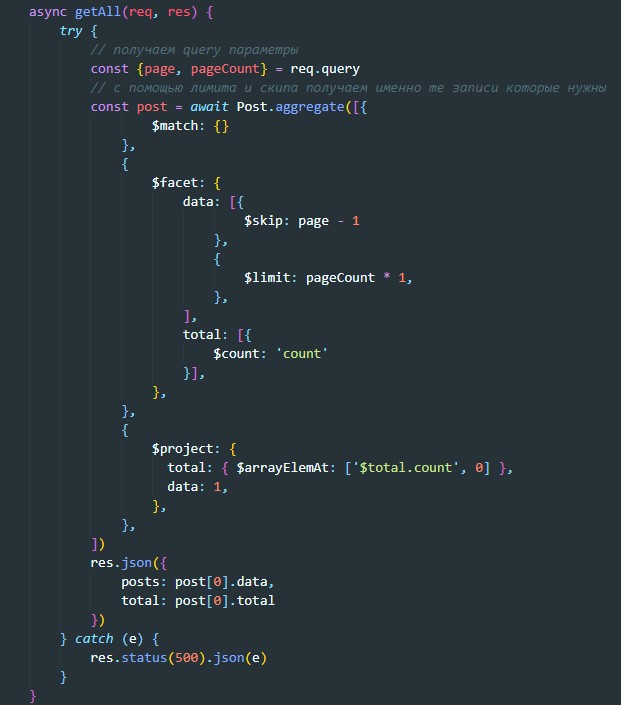 async getAll(req, res) {
try {
// получаем query параметры
const {page, pageCount} = req.query
// с помощью лимита и скипа получаем именно те записи которые нужны
const post = await Post.aggregate([{
$match: {}
},
{
$facet: {
data: [{
$skip: page - 1
},
{
$limit: pageCount * 1,
},
],
total: [{
$count: 'count'
}],
},
},
{
$project: {
total: { $arrayElemAt: ['$total.count', 0] },
data: 1,
},
},
])
res.json({
posts: post[0].data,
total: post[0].total
})
} catch (e) {
res.status(500).json(e)
}
}